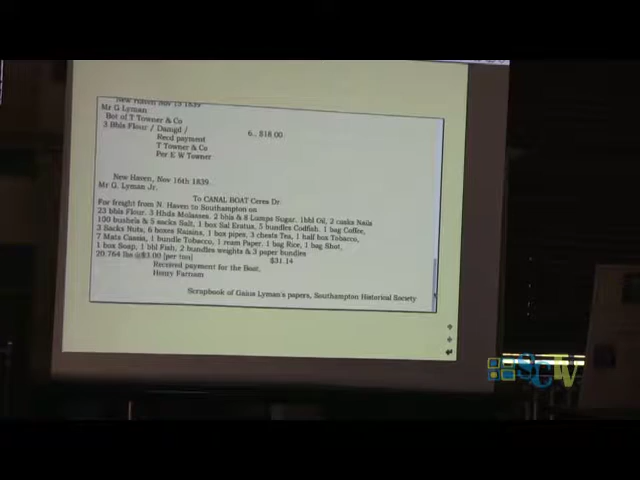 New Haven Nov 15 1839
Mr G Lyman
Bot of T Towner & Co
3 Bbls Flour / Damgd / 6.. $18.00
Recd payment
T Towner & Co
Per E W Towner
New Haven, Nov 16th 1839.
Mr G. Lyman Jr.
To CANAL BOAT Ceres Dr.
For freight from N. Haven to Southampton on
23 bbls Flour. 3 Hhds Molasses. 2 bbls & 8 Lumps Sugar. 1bbl Oil, 2 casks Nails
100 bushels & 5 sacks Salt, 1 box Sal Eratus, 5 bundles Codfish. 1 bag Coffee,
3 Sacks Nuts, 6 boxes Raisins, 1 box pipes. 3 chests Tea, 1 half box Tobacco,
7 Mats Cassia, 1 bundle Tobacco, 1 ream Paper. 1 bag Rice, 1 bag Shot,
1 box Soap, 1 bbl Fish, 2 bundles weights & 3 paper bundles
20.764 lbs @$3.00 [per ton] $31.14
Received payment for the Boat,
Henry Farnam
Scrapbook of Gaius Lyman's papers, Southampton Historical Society
SCTV